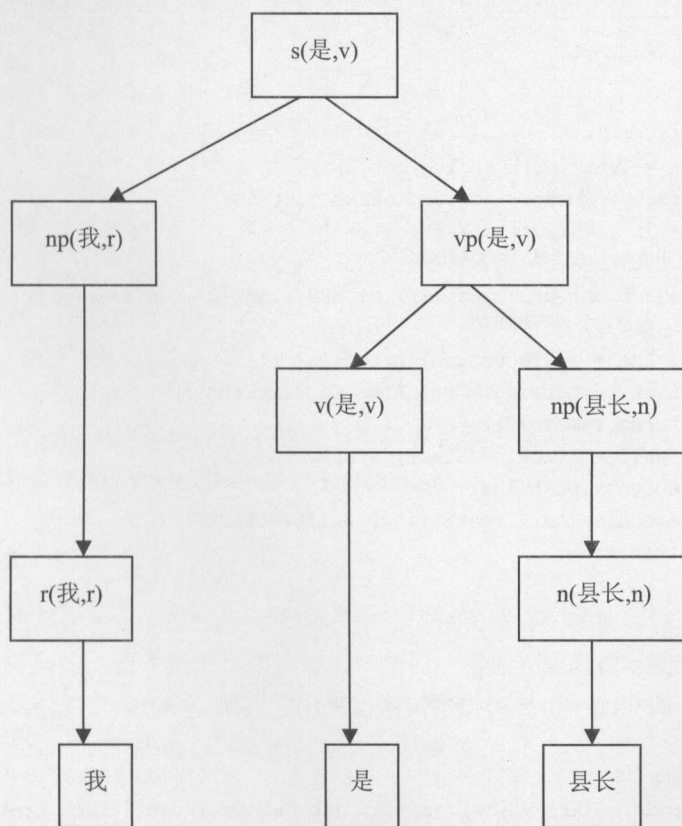 s(是,v)
np(我,r)
vp(是,v)
v(是,v)
np(县长,n)
r(我,r)
n(县长,n)
我
是
县长